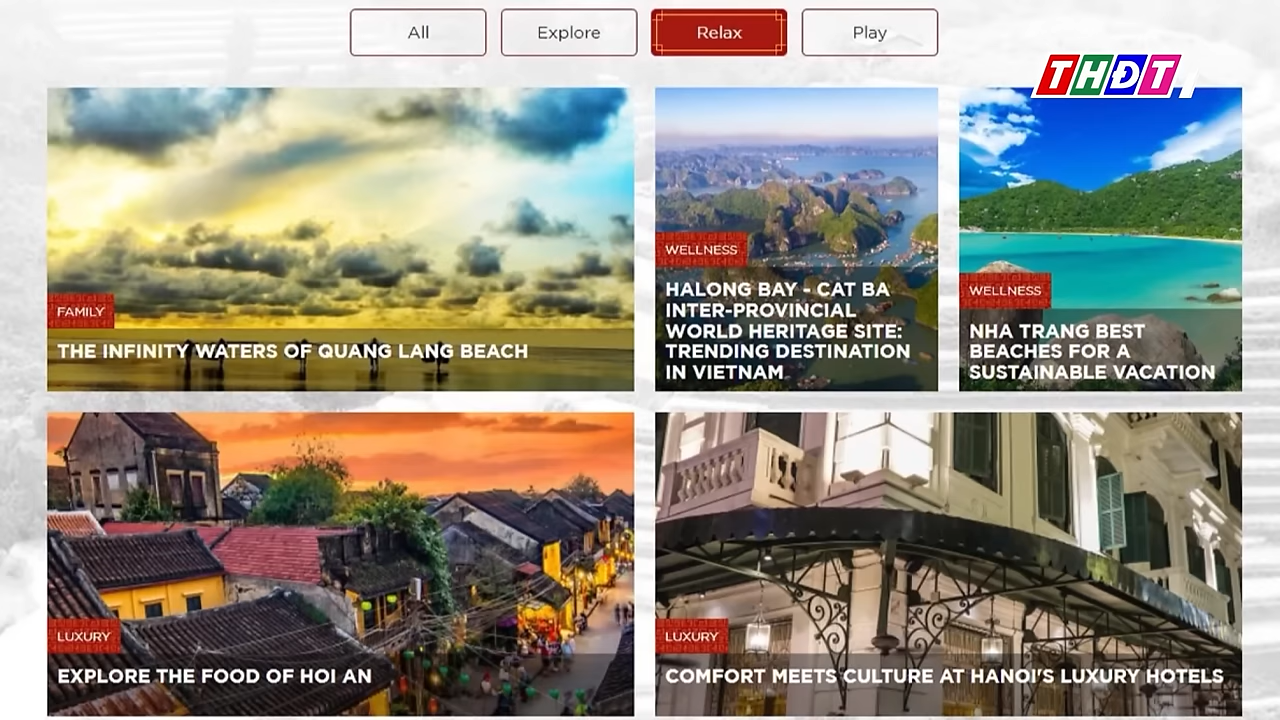 All
Explore
Relax
Play
THĐT1
FAMILY
THE INFINITY WATERS OF QUANG LANG BEACH
WELLNESS
HALONG BAY - CAT BA
INTER-PROVINCIAL
WORLD HERITAGE SITE:
TRENDING DESTINATION
IN VIETNAM
WELLNESS
NHA TRANG BEST
BEACHES FOR A
SUSTAINABLE VACATION
LUXURY
EXPLORE THE FOOD OF HOI AN
LUXURY
COMFORT MEETS CULTURE AT HANOI'S LUXURY HOTELS